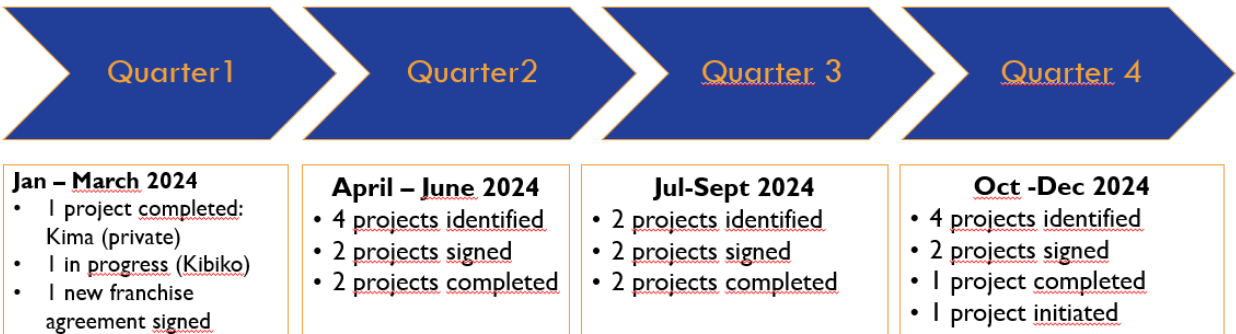 Quarter1
Quarter2
Quarter 3
Quarter 4
Jan – March 2024
• 1 project completed:
Kima (private)
• 1 in progress (Kibiko)
• 1 new franchise
agreement signed
April – June 2024
• 4 projects identified
• 2 projects signed
• 2 projects completed
Jul-Sept 2024
• 2 projects identified
• 2 projects signed
• 2 projects completed
Oct -Dec 2024
• 4 projects identified
• 2 projects signed
• 1 project completed
• 1 project initiated